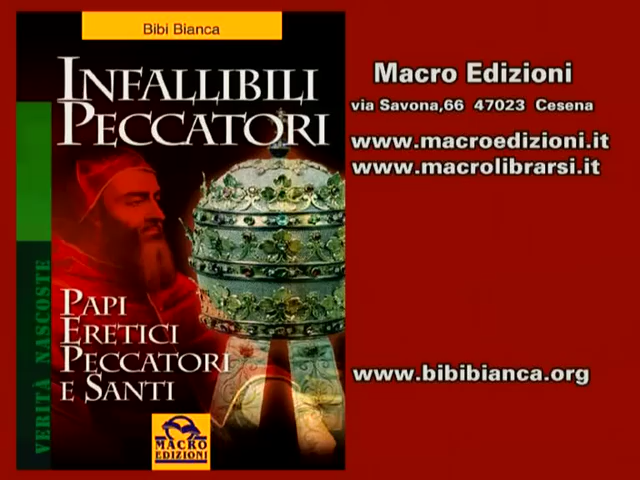 Bibi Bianca
INFALLIBILI
PECCATORI
VERITÀ NASCOSTE
PAPI
ERETICI
PECCATORI
E SANTI
MACRO
EDIZIONI
Macro Edizioni
via Savona,66 47023 Cesena
www.macroedizioni.it
www.macrolibrarsi.it
www.bibibianca.org